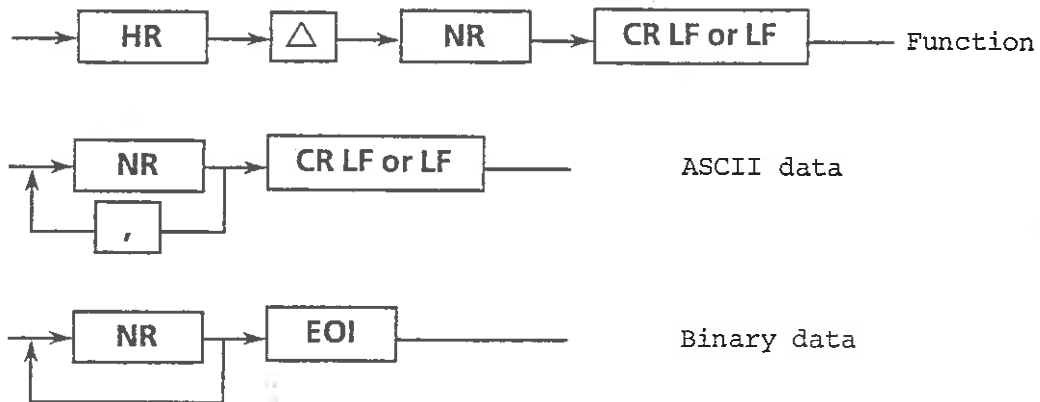 HR △ NR CR LF or LF Function
NR CR LF or LF ASCII data
,
NR EOI Binary data